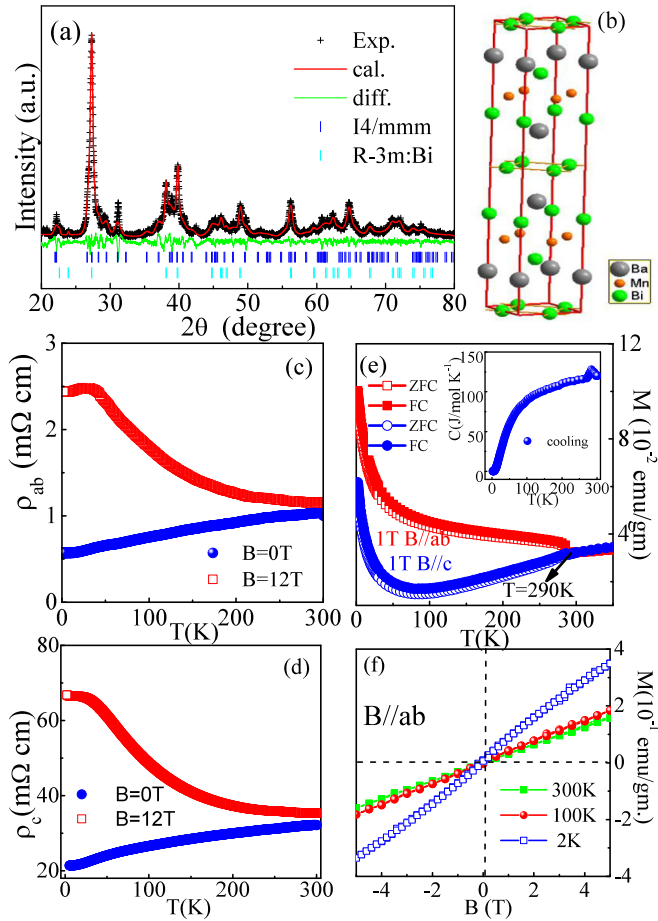 (a)
Exp.
cal.
diff.
I4/mmm
R-3m:Bi
Intensity (a.u.)
20 30 40 50 60 70 80
2θ (degree)
(b)
Ba
Mn
Bi
(c)
3
2
1
0
ρab (mΩ cm)
B=0T
B=12T
0 100 200 300
T(K)
(e)
ZFC
FC
ZFC
FC
150
100
50
0
C(J/mol K⁻¹)
cooling
0 100 200 300
T(K)
1T B//ab
1T B//c
T=290K
10
8
6
4
2
M (10⁻² emu/gm)
0 100 200 300
T(K)
(d)
80
60
40
20
ρc(mΩ cm)
B=0T
B=12T
0 100 200 300
T(K)
(f)
B//ab
300K
100K
2K
4
2
0
-2
-4
M(10⁻¹ emu/gm.)
-4 -2 0 2 4
B (T)